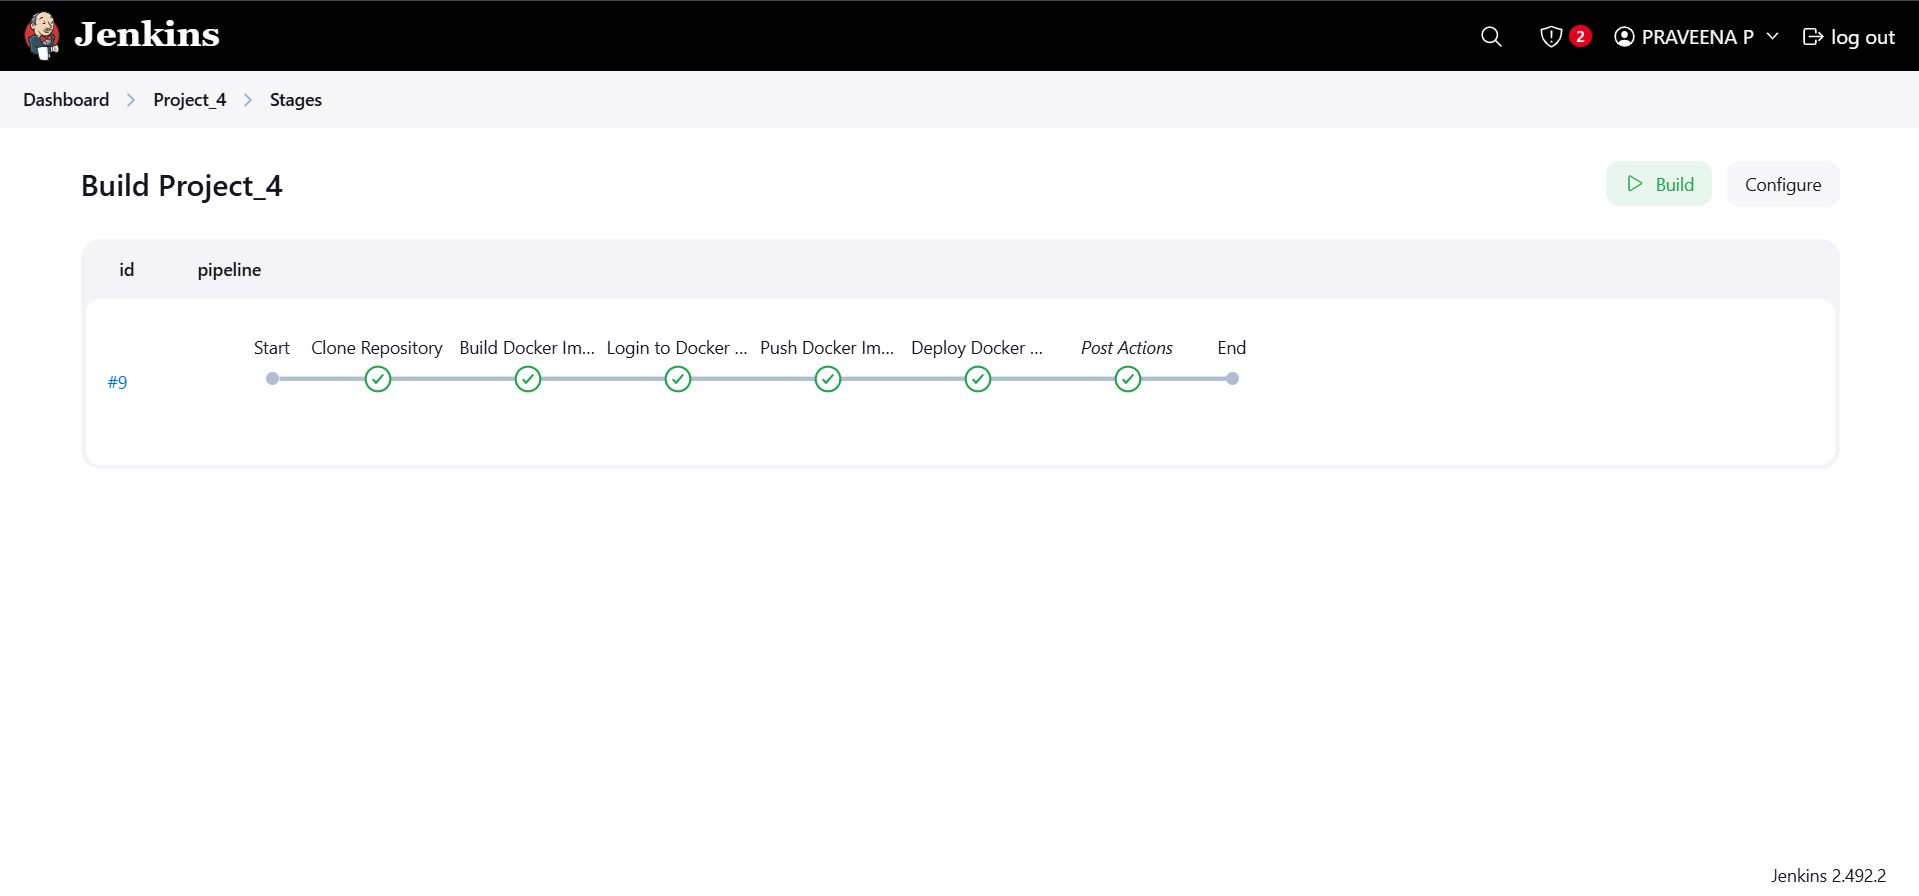 Jenkins
2 PRAVEENA P log out
Dashboard Project_4 Stages
Build Project_4
Build Configure
id pipeline
Start Clone Repository Build Docker Im... Login to Docker ... Push Docker Im... Deploy Docker ... Post Actions End
#9
Jenkins 2.492.2